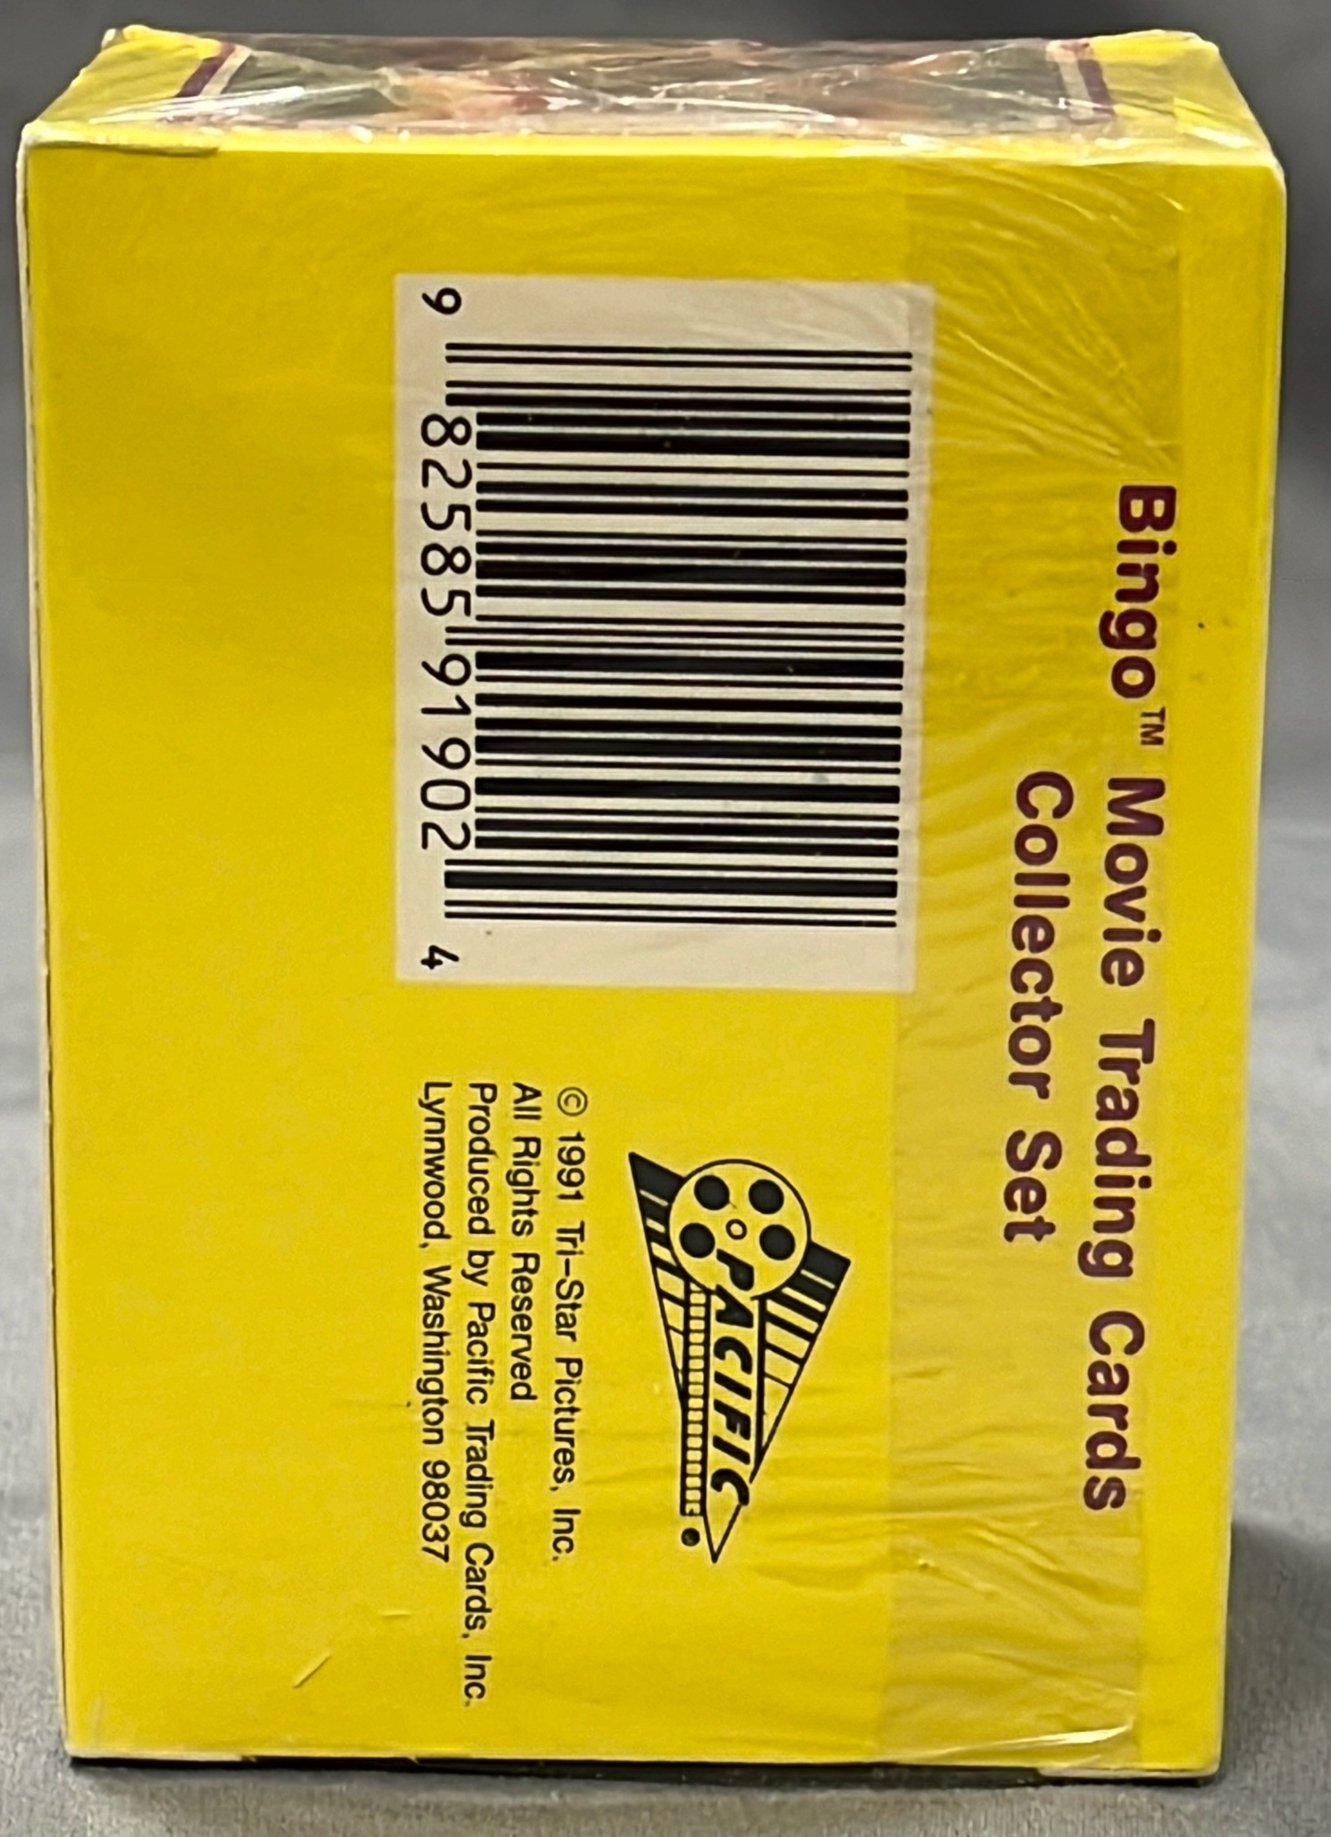 Bingo™ Movie Trading Cards
Collector Set
9 82585 91902 4
PACIFIC
© 1991 Tri-Star Pictures, Inc.
All Rights Reserved
Produced by Pacific Trading Cards, Inc.
Lynnwood, Washington 98037